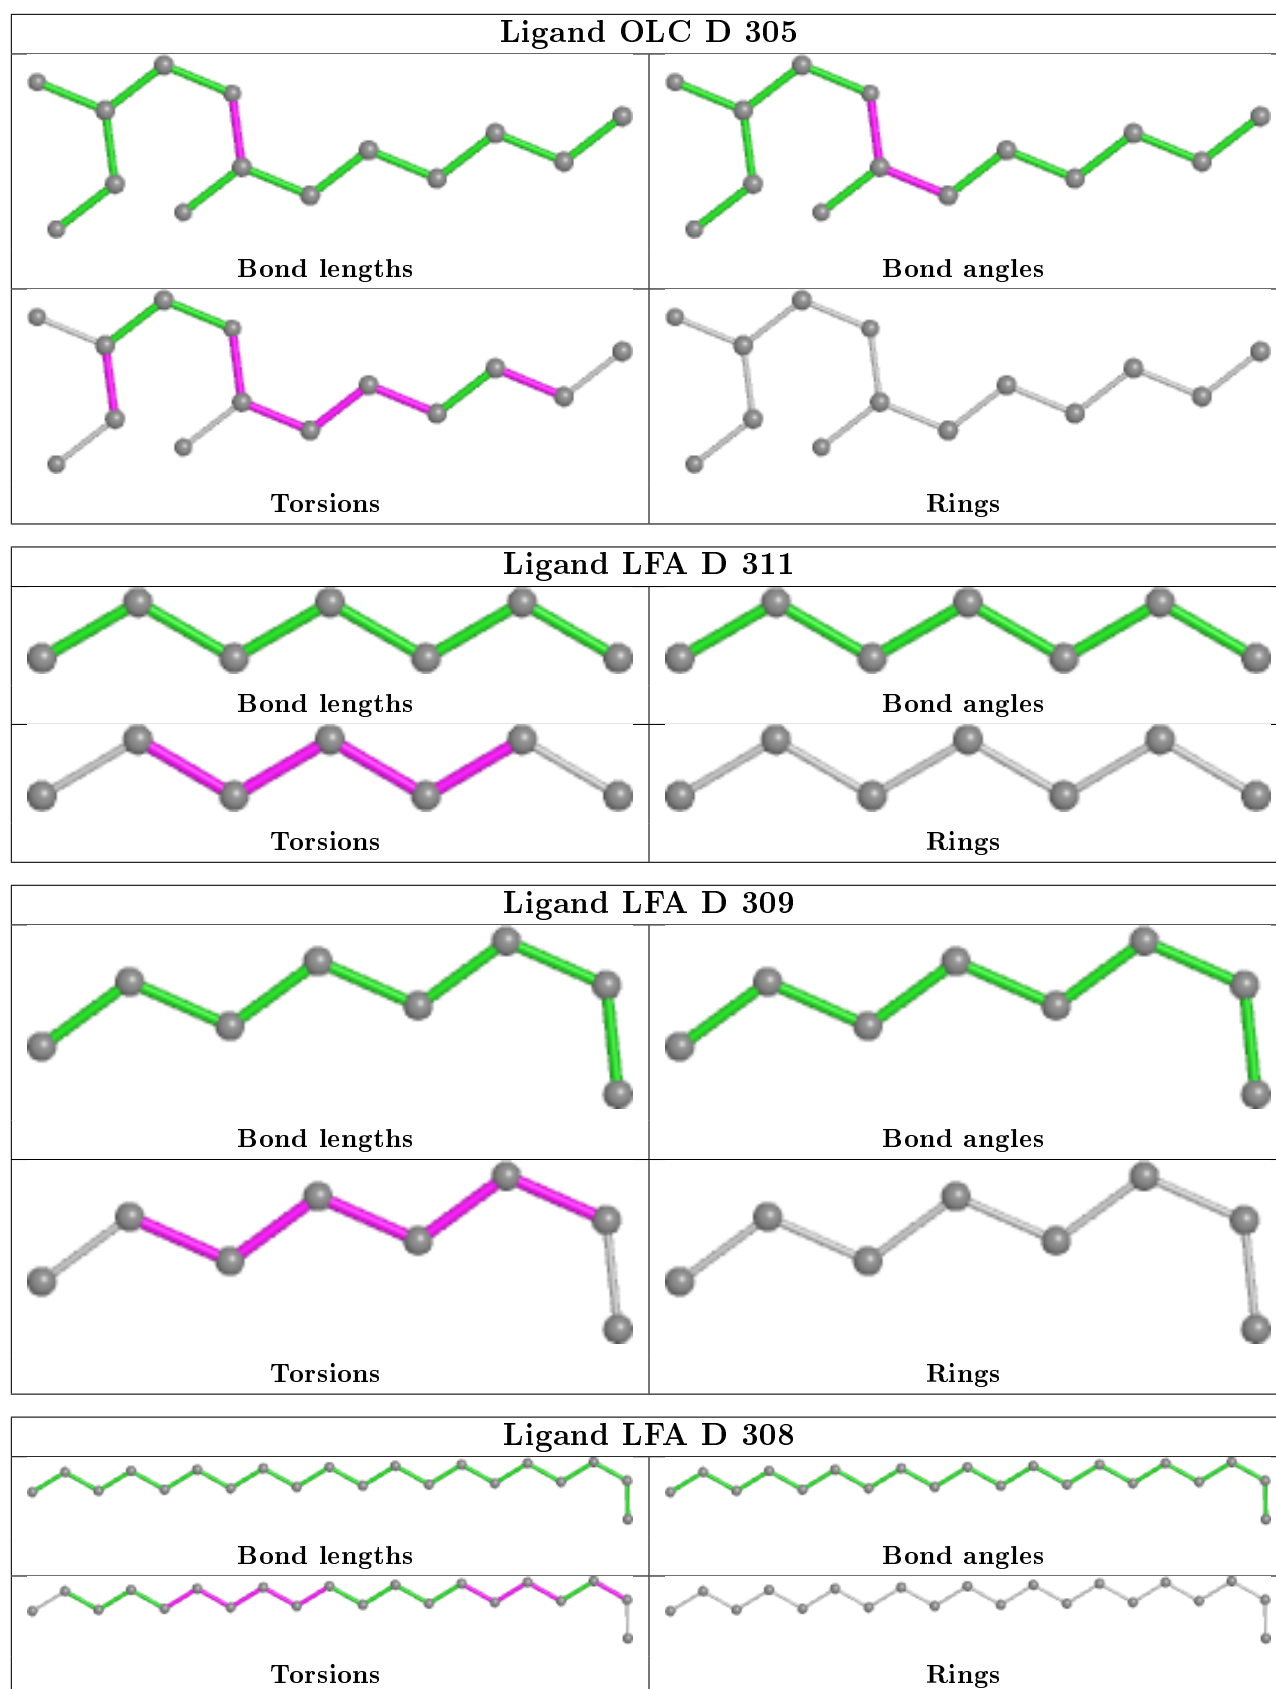 Ligand OLC D 305
Bond lengths
Bond angles
Torsions
Rings
Ligand LFA D 311
Bond lengths
Bond angles
Torsions
Rings
Ligand LFA D 309
Bond lengths
Bond angles
Torsions
Rings
Ligand LFA D 308
Bond lengths
Bond angles
Torsions
Rings